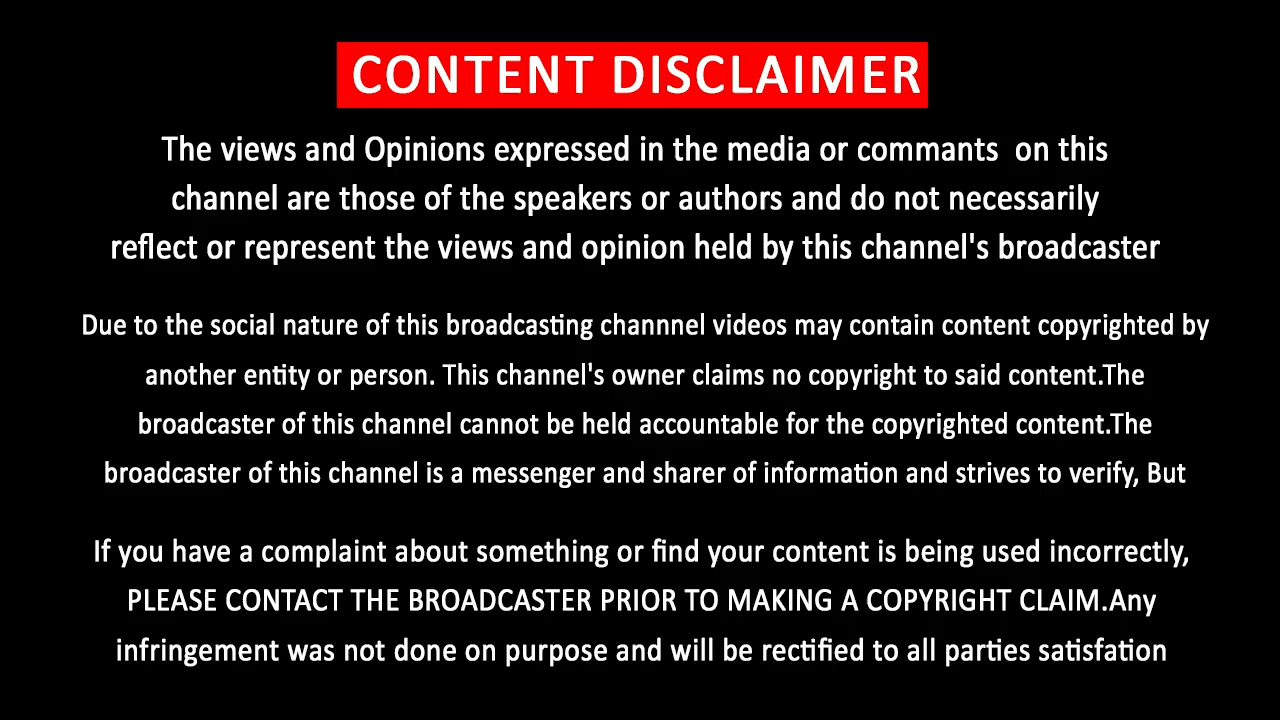 CONTENT DISCLAIMER
The views and Opinions expressed in the media or commants on this
channel are those of the speakers or authors and do not necessarily
reflect or represent the views and opinion held by this channel's broadcaster
Due to the social nature of this broadcasting channnel videos may contain content copyrighted by
another entity or person. This channel's owner claims no copyright to said content.The
broadcaster of this channel cannot be held accountable for the copyrighted content.The
broadcaster of this channel is a messenger and sharer of information and strives to verify, But
If you have a complaint about something or find your content is being used incorrectly,
PLEASE CONTACT THE BROADCASTER PRIOR TO MAKING A COPYRIGHT CLAIM.Any
infringement was not done on purpose and will be rectified to all parties satisfation